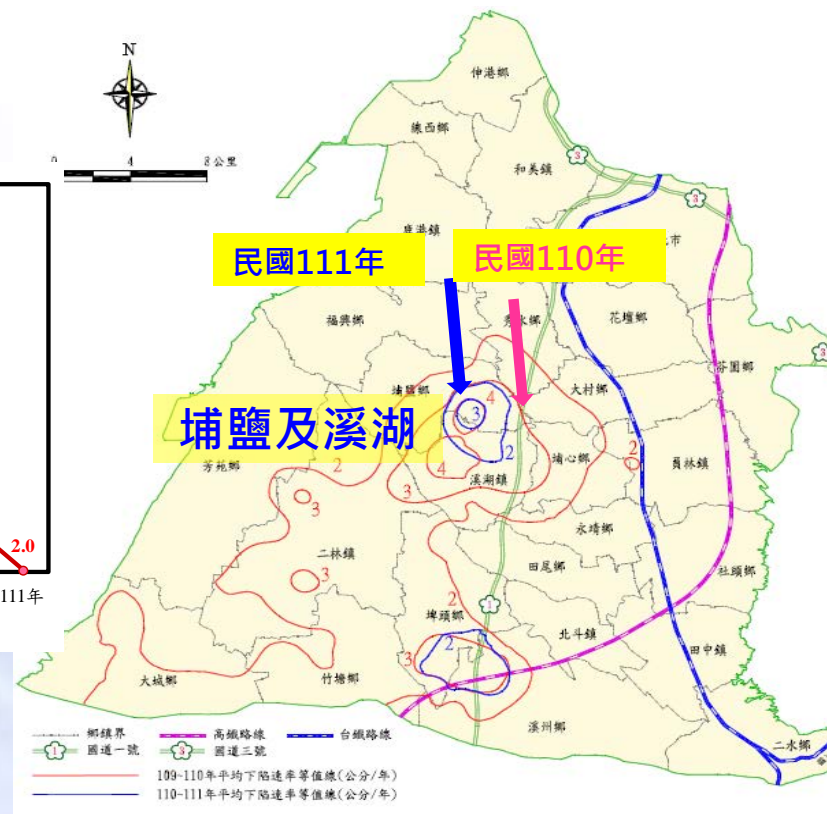 N
4
8公里
伸港鄉
線西鄉
和美鎮
3
3
鹿港鎮
市
民國111年
民國110年
福興鄉
秀水鄉
花壇鄉
3
芬園鄉
埔鹽鄉
大村鄉
4
3
埔鹽及溪湖
2
2
芳苑鄉
2
4
溪湖鎮
埔心鄉
員林鎮
3
3
2.0
111年
二林鎮
3
永靖鄉
田尾鄉
社頭鄉
2
1
埤頭鄉
北斗鎮
2
3
田中鎮
大城鄉
竹塘鄉
溪州鄉
二水鄉
鄉鎮界
高鐵路線
台鐵路線
1
國道一號
3
國道三號
109-110年平均下陷速率等值線(公分/年)
110-111年平均下陷速率等值線(公分/年)